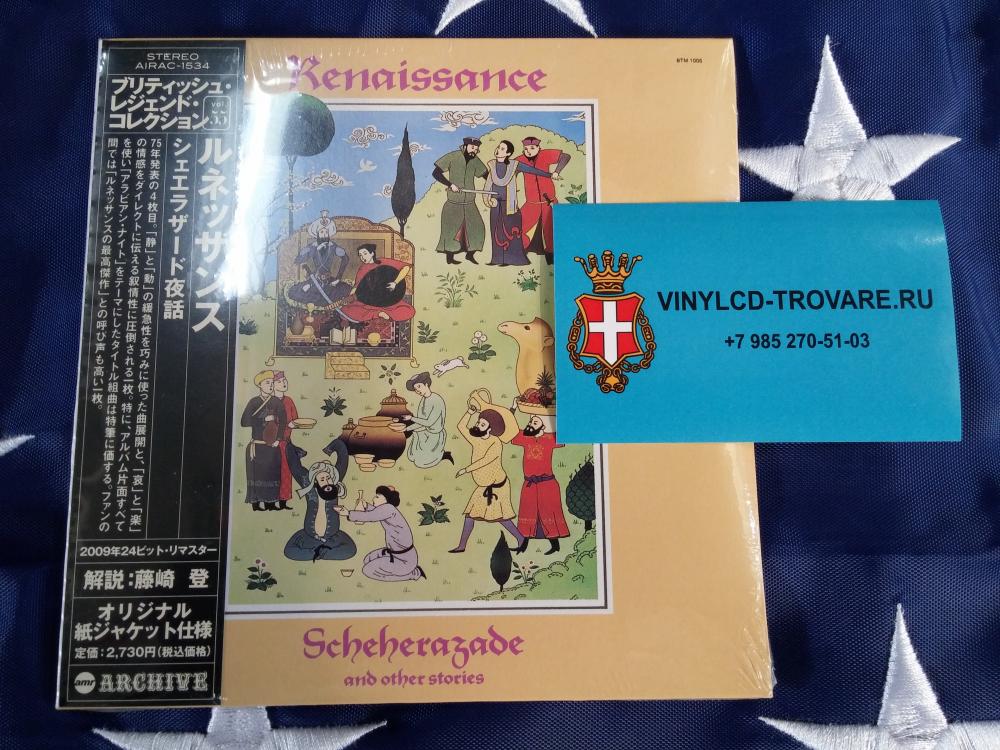 STEREO
AIRAC-1534
ブリティッシュ・
レジェンド・
コレクション vol. 55
ルネッサンス
シェエラザード夜話
75年発表の4枚目。「静」と「動」の緩急性を巧みに使った曲展開と、「哀」と「楽」
の情感をダイレクトに伝える叙情性に圧倒される一枚。特に、アルバム片面すべて
を使い「アラビアン・ナイト」をテーマにしたタイトル組曲は特筆に価する。ファンの
間では「ルネッサンスの最高傑作」との呼び声も高い一枚。
2009年24ビット・リマスター
解説:藤崎 登
オリジナル
紙ジャケット仕様
定価:2,730円(税込価格)
amr ARCHIVE
Renaissance
BTM 1006
Scheherazade
and other stories
VINYLCD-TROVARE.RU
+7 985 270-51-03